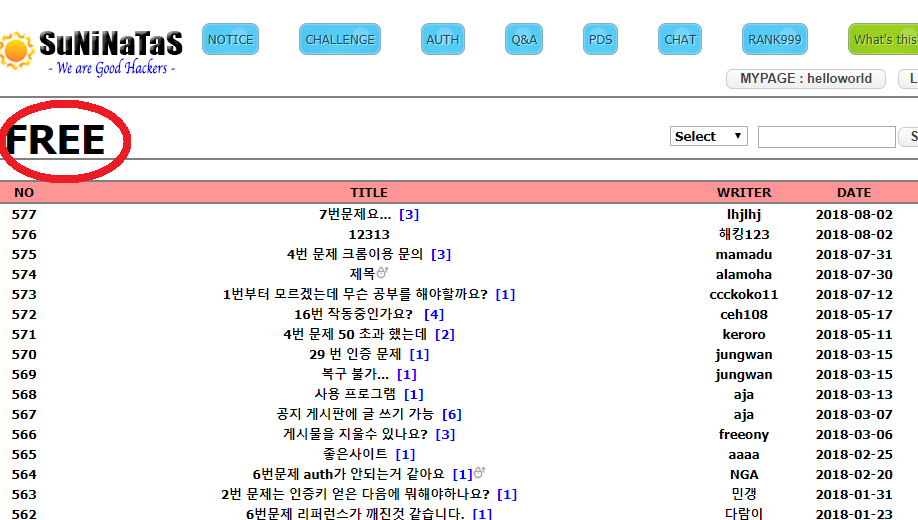 SuNiNaTaS
- We are Good Hackers -
NOTICE CHALLENGE AUTH Q&A PDS CHAT RANK999 What's this
MYPAGE : helloworld L
FREE
Select S
NO TITLE WRITER DATE
577 7번문제요... [3] lhjlhj 2018-08-02
576 12313 해킹123 2018-08-02
575 4번 문제 크롬이용 문의 [3] mamadu 2018-07-31
574 제목 alamoha 2018-07-30
573 1번부터 모르겠는데 무슨 공부를 해야할까요? [1] ccckoko11 2018-07-12
572 16번 작동중인가요? [4] ceh108 2018-05-17
571 4번 문제 50 초과 했는데 [2] keroro 2018-05-11
570 29 번 인증 문제 [1] jungwan 2018-03-15
569 복구 불가... [1] jungwan 2018-03-15
568 사용 프로그램 [1] aja 2018-03-13
567 공지 게시판에 글 쓰기 가능 [6] aja 2018-03-07
566 게시물을 지울수 있나요? [3] freeony 2018-03-06
565 좋은사이트 [1] aaaa 2018-02-25
564 6번문제 auth가 안되는거 같아요 [1] NGA 2018-02-20
563 2번 문제는 인증키 얻은 다음에 뭐해야하나요? [1] 민갱 2018-01-31
562 6번문제 리퍼런스가 깨진것 같습니다. [1] 다람이 2018-01-23